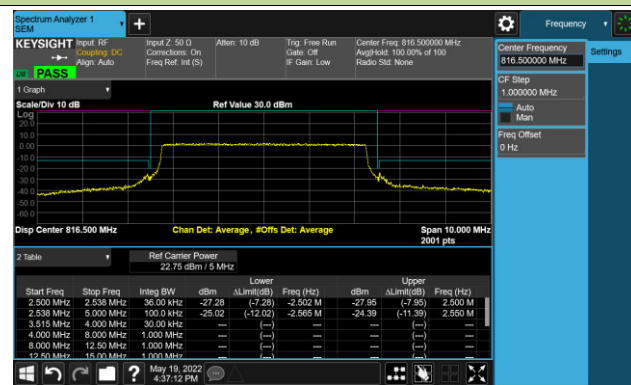 Spectrum Analyzer 1
SEM
Frequency
KEYSIGHT Input: RF
Coupling: DC
Align: Auto
Input Z: 50 Ω
Corrections: On
Freq Ref: Int (S)
Atten: 10 dB
Trig: Free Run
Gate: Off
IF Gain: Low
Center Freq: 816.500000 MHz
Avg|Hold: 100.00% of 100
Radio Std: None
PASS
Center Frequency
816.500000 MHz
Settings
CF Step
1.000000 MHz
Auto
Man
Freq Offset
0 Hz
1 Graph
Scale/Div 10 dB
Ref Value 30.0 dBm
Log
20.0
10.0
0.00
-10.0
-20.0
-30.0
-40.0
-50.0
-60.0
Disp Center 816.500 MHz
Chan Det: Average, #Offs Det: Average
Span 10.000 MHz
2001 pts
2 Table
Ref Carrier Power
22.75 dBm / 5 MHz
Lower Upper
Start Freq Stop Freq Integ BW dBm ΔLimit(dB) Freq (Hz) dBm ΔLimit(dB) Freq (Hz)
2.500 MHz 2.538 MHz 36.00 kHz -27.28 (-7.28) -2.502 M -27.95 (-7.95) 2.500 M
2.538 MHz 5.000 MHz 100.0 kHz -25.02 (-12.02) -2.565 M -24.39 (-11.39) 2.550 M
3.515 MHz 4.000 MHz 30.00 kHz --- (---) --- --- (---) ---
4.000 MHz 8.000 MHz 1.000 MHz --- (---) --- --- (---) ---
8.000 MHz 12.50 MHz 1.000 MHz --- (---) --- --- (---) ---
12.50 MHz 15.00 MHz 1.000 MHz --- (---) --- --- (---) ---
May 19, 2022
4:37:12 PM